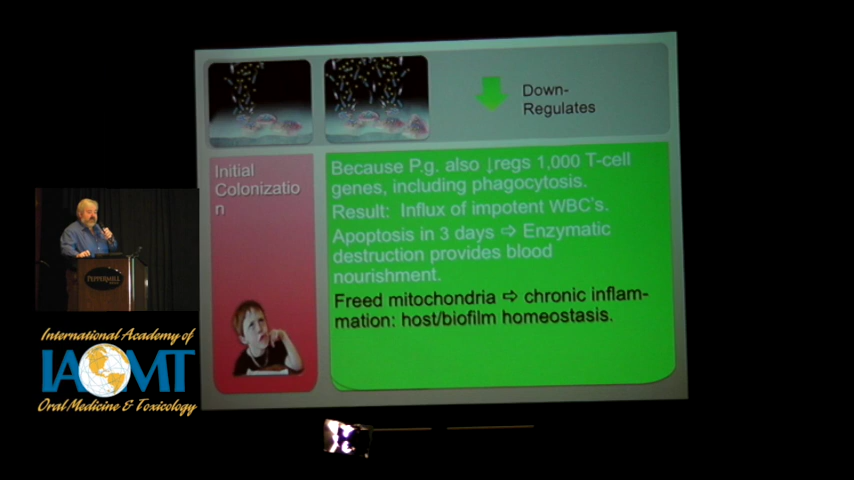 Down-
Regulates
Initial
Colonizatio
n
Because P.g. also ↓regs 1,000 T-cell
genes, including phagocytosis.
Result: Influx of impotent WBC's.
Apoptosis in 3 days ⇨ Enzymatic
destruction provides blood
nourishment.
Freed mitochondria ⇨ chronic inflam-
mation: host/biofilm homeostasis.
PEPPERMILL
International Academy of
IAOMT
Oral Medicine & Toxicology